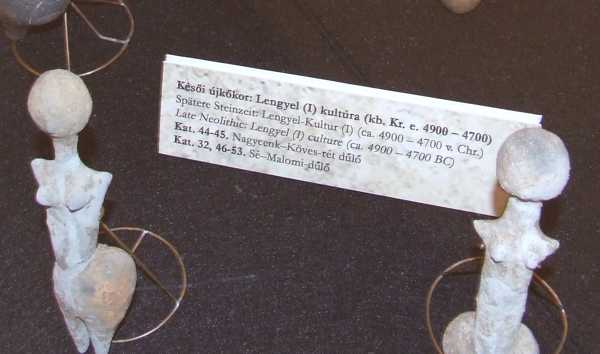 Késői újkőkor: Lengyel (I) kultúra (kb. Kr. e. 4900 – 4700)
Spätere Steinzeit: Lengyel-Kultur (I) (ca. 4900 – 4700 v. Chr.)
Late Neolithic: Lengyel (I) culture (ca. 4900 – 4700 BC)
Kat. 44-45. Nagycenk–Köves-rét dűlő
Kat. 32, 46-53. Sé–Malomi-dűlő